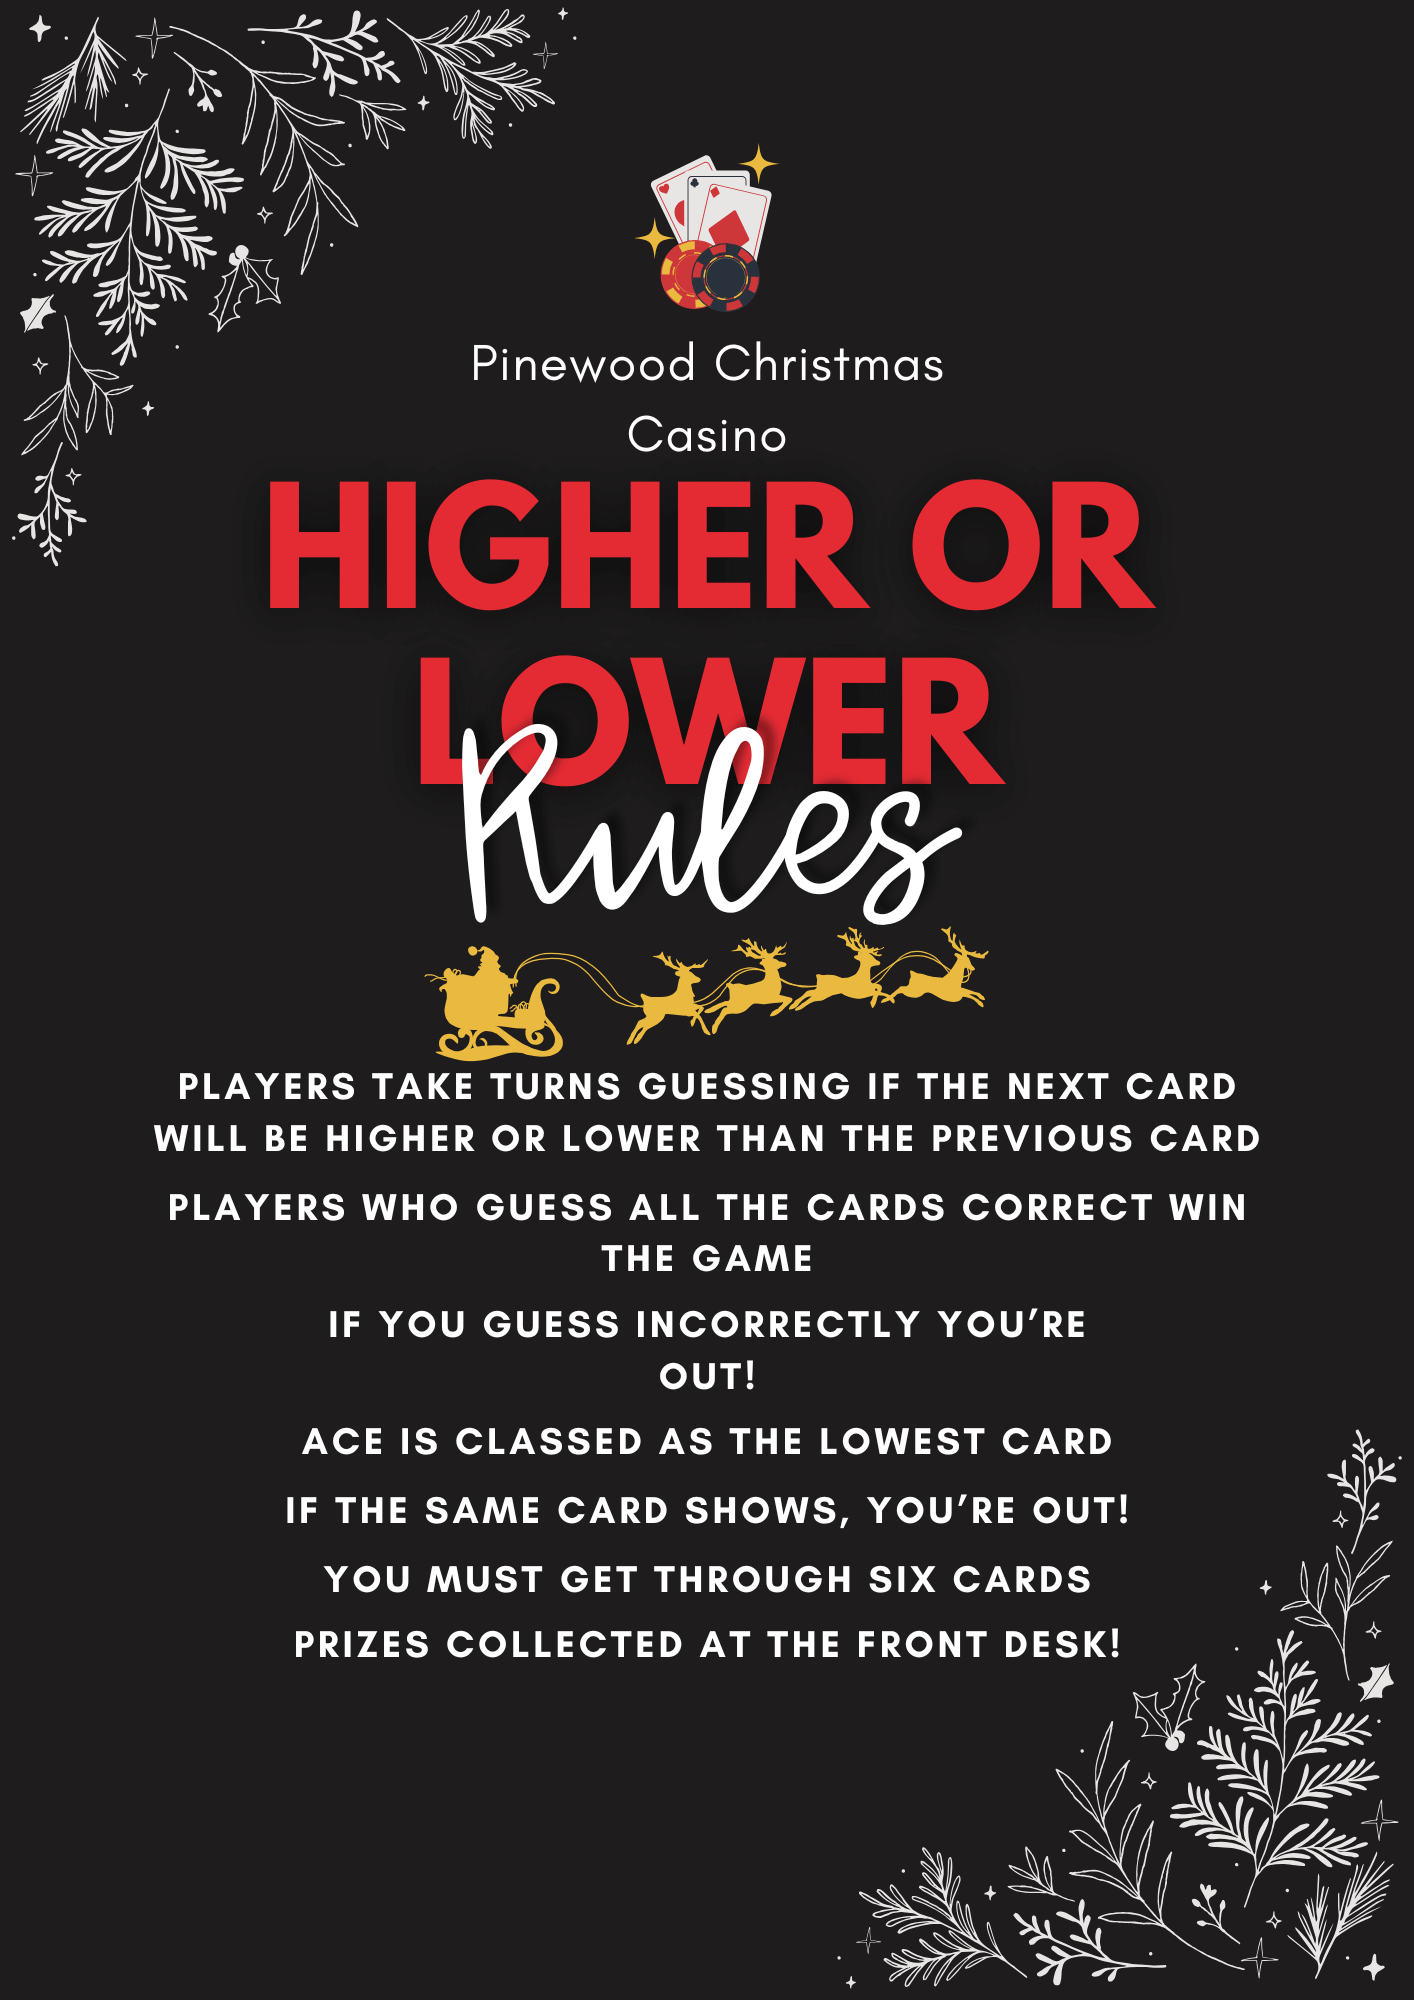 Pinewood Christmas
Casino
HIGHER OR
LOWER
Rules
PLAYERS TAKE TURNS GUESSING IF THE NEXT CARD
WILL BE HIGHER OR LOWER THAN THE PREVIOUS CARD
PLAYERS WHO GUESS ALL THE CARDS CORRECT WIN
THE GAME
IF YOU GUESS INCORRECTLY YOU'RE
OUT!
ACE IS CLASSED AS THE LOWEST CARD
IF THE SAME CARD SHOWS, YOU'RE OUT!
YOU MUST GET THROUGH SIX CARDS
PRIZES COLLECTED AT THE FRONT DESK!